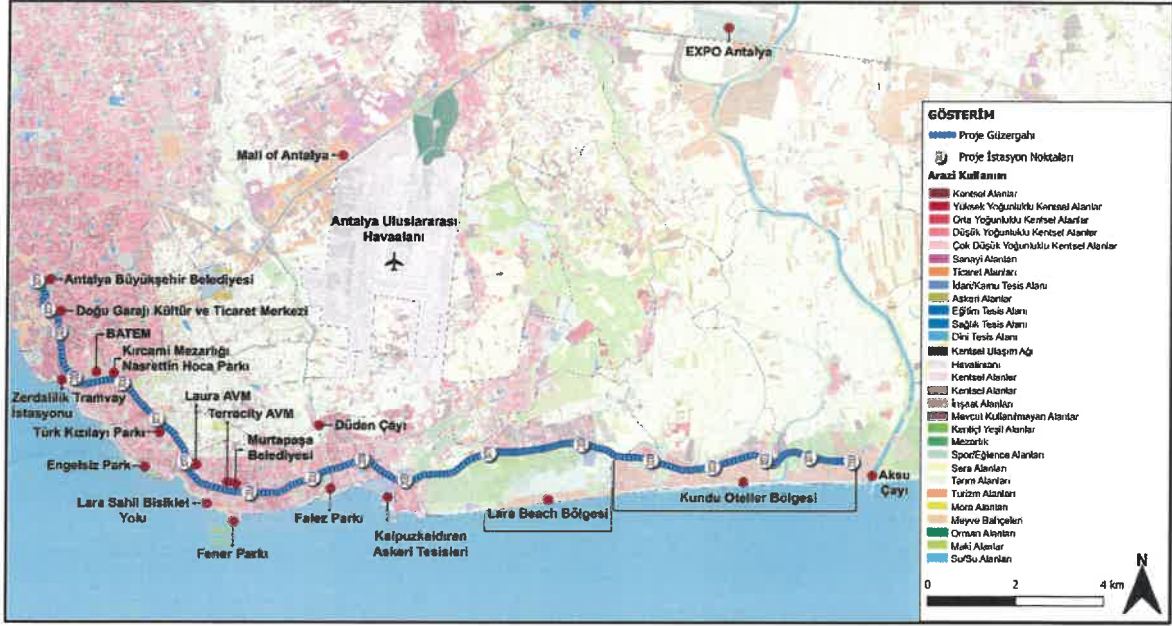 EXPO Antalya
Mall of Antalya
Antalya Uluslararası
Havaalanı
Antalya Büyükşehir Belediyesi
Doğu Garajı Kültür ve Ticaret Merkezi
BATEM
Kırcami Mezarlığı
Nasrettin Hoca Parkı
Zerdalilik Tramvay
İstasyonu
Laura AVM
Terracity AVM
Türk Kızılayı Parkı
Düden Çayı
Muratpaşa
Belediyesi
Engelsiz Park
Lara Sahil Bisiklet
Yolu
Fener Parkı
Falez Parkı
Kalpuzkaldıran
Askeri Tesisleri
Lara Beach Bölgesi
Kundu Oteller Bölgesi
Aksu
Çayı
GÖSTERİM
Proje Güzergahı
Proje İstasyon Noktaları
Arazi Kullanım
Kentsel Alanlar
Yüksek Yoğunluklu Kentsel Alanlar
Orta Yoğunluklu Kentsel Alanlar
Düşük Yoğunluklu Kentsel Alanlar
Çok Düşük Yoğunluklu Kentsel Alanlar
Sanayi Alanları
Ticaret Alanları
İdari/Kamu Tesis Alanı
Askeri Alanlar
Eğitim Tesis Alanı
Sağlık Tesis Alanı
Dini Tesis Alanı
Kentsel Ulaşım Ağı
Havalimanı
Kentsel Alanlar
Kentsel Alanlar
İnşaat Alanları
Mevcut Kullanılmayan Alanlar
Kentiçi Yeşil Alanlar
Mezarlık
Spor/Eğlence Alanları
Sera Alanları
Tarım Alanları
Turizm Alanları
Mera Alanları
Meyve Bahçeleri
Orman Alanları
Maki Alanlar
Su/Su Alanları
N
0 2 4 km